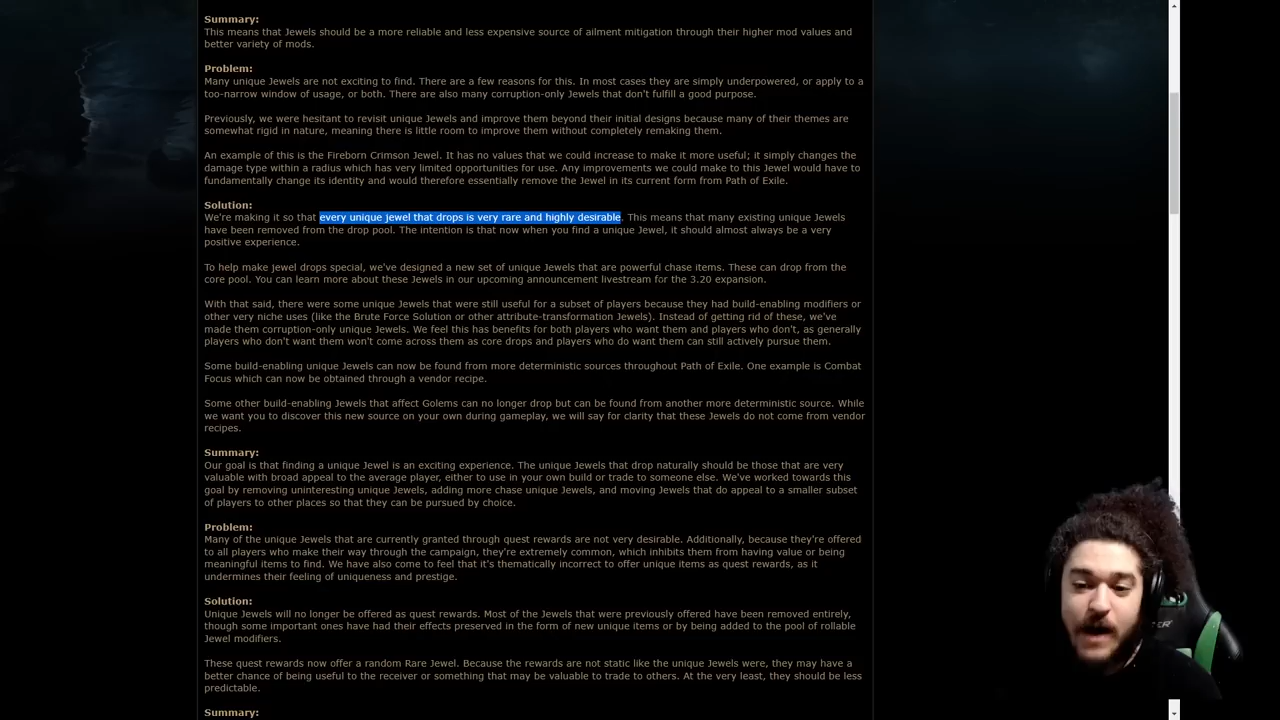 Summary:
This means that Jewels should be a more reliable and less expensive source of ailment mitigation through their higher mod values and
better variety of mods.
Problem:
Many unique Jewels are not exciting to find. There are a few reasons for this. In most cases they are simply underpowered, or apply to a
too-narrow window of usage, or both. There are also many corruption-only Jewels that don't fulfill a good purpose.
Previously, we were hesitant to revisit unique Jewels and improve them beyond their initial designs because many of their themes are
somewhat rigid in nature, meaning there is little room to improve them without completely remaking them.
An example of this is the Fireborn Crimson Jewel. It has no values that we could increase to make it more useful; it simply changes the
damage type within a radius which has very limited opportunities for use. Any improvements we could make to this Jewel would have to
fundamentally change its identity and would therefore essentially remove the Jewel in its current form from Path of Exile.
Solution:
We're making it so that every unique jewel that drops is very rare and highly desirable. This means that many existing unique Jewels
have been removed from the drop pool. The intention is that now when you find a unique Jewel, it should almost always be a very
positive experience.
To help make jewel drops special, we've designed a new set of unique Jewels that are powerful chase items. These can drop from the
core pool. You can learn more about these Jewels in our upcoming announcement livestream for the 3.20 expansion.
With that said, there were some unique Jewels that were still useful for a subset of players because they had build-enabling modifiers or
other very niche uses (like the Brute Force Solution or other attribute-transformation Jewels). Instead of getting rid of these, we've
made them corruption-only unique Jewels. We feel this has benefits for both players who want them and players who don't, as generally
players who don't want them won't come across them as core drops and players who do want them can still actively pursue them.
Some build-enabling unique Jewels can now be found from more deterministic sources throughout Path of Exile. One example is Combat
Focus which can now be obtained through a vendor recipe.
Some other build-enabling Jewels that affect Golems can no longer drop but can be found from another more deterministic source. While
we want you to discover this new source on your own during gameplay, we will say for clarity that these Jewels do not come from vendor
recipes.
Summary:
Our goal is that finding a unique Jewel is an exciting experience. The unique Jewels that drop naturally should be those that are very
valuable with broad appeal to the average player, either to use in your own build or trade to someone else. We've worked towards this
goal by removing uninteresting unique Jewels, adding more chase unique Jewels, and moving Jewels that do appeal to a smaller subset
of players to other places so that they can be pursued by choice.
Problem:
Many of the unique Jewels that are currently granted through quest rewards are not very desirable. Additionally, because they're offered
to all players who make their way through the campaign, they're extremely common, which inhibits them from having value or being
meaningful items to find. We have also come to feel that it's thematically incorrect to offer unique items as quest rewards, as it
undermines their feeling of uniqueness and prestige.
Solution:
Unique Jewels will no longer be offered as quest rewards. Most of the Jewels that were previously offered have been removed entirely,
though some important ones have had their effects preserved in the form of new unique items or by being added to the pool of rollable
Jewel modifiers.
These quest rewards now offer a random Rare Jewel. Because the rewards are not static like the unique Jewels were, they may have a
better chance of being useful to the receiver or something that may be valuable to trade to others. At the very least, they should be less
predictable.
Summary: